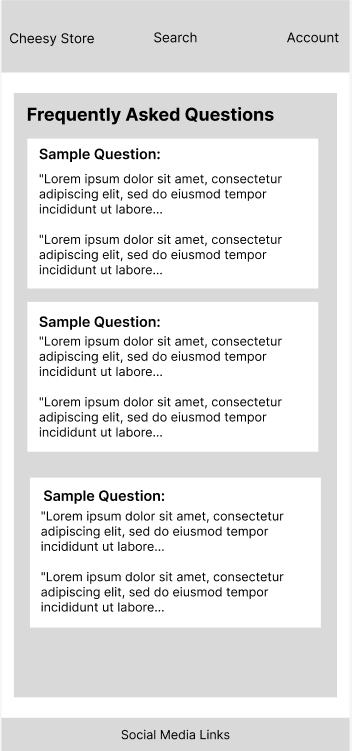 Cheesy Store Search Account
Frequently Asked Questions
Sample Question:
"Lorem ipsum dolor sit amet, consectetur
adipiscing elit, sed do eiusmod tempor
incididunt ut labore...
"Lorem ipsum dolor sit amet, consectetur
adipiscing elit, sed do eiusmod tempor
incididunt ut labore...
Sample Question:
"Lorem ipsum dolor sit amet, consectetur
adipiscing elit, sed do eiusmod tempor
incididunt ut labore...
"Lorem ipsum dolor sit amet, consectetur
adipiscing elit, sed do eiusmod tempor
incididunt ut labore...
Sample Question:
"Lorem ipsum dolor sit amet, consectetur
adipiscing elit, sed do eiusmod tempor
incididunt ut labore...
"Lorem ipsum dolor sit amet, consectetur
adipiscing elit, sed do eiusmod tempor
incididunt ut labore...
Social Media Links